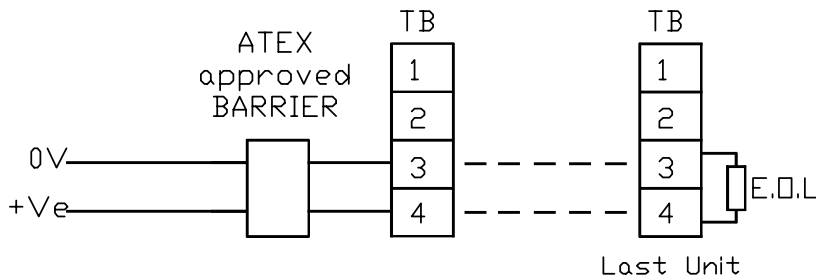 TB
TB
ATEX
approved
BARRIER
1
1
2
2
0V
3
3
E.O.L
+Ve
4
4
Last Unit